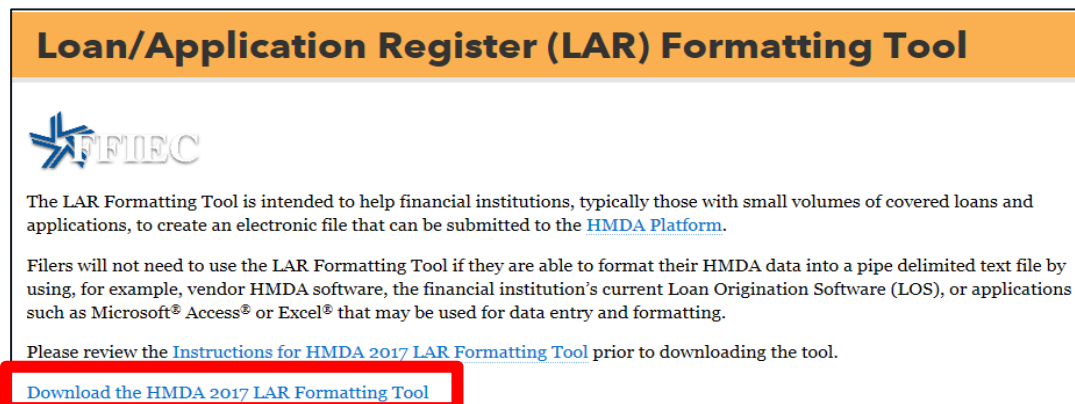 Loan/Application Register (LAR) Formatting Tool
FFIEC
The LAR Formatting Tool is intended to help financial institutions, typically those with small volumes of covered loans and
applications, to create an electronic file that can be submitted to the HMDA Platform.
Filers will not need to use the LAR Formatting Tool if they are able to format their HMDA data into a pipe delimited text file by
using, for example, vendor HMDA software, the financial institution's current Loan Origination Software (LOS), or applications
such as Microsoft® Access® or Excel® that may be used for data entry and formatting.
Please review the Instructions for HMDA 2017 LAR Formatting Tool prior to downloading the tool.
Download the HMDA 2017 LAR Formatting Tool